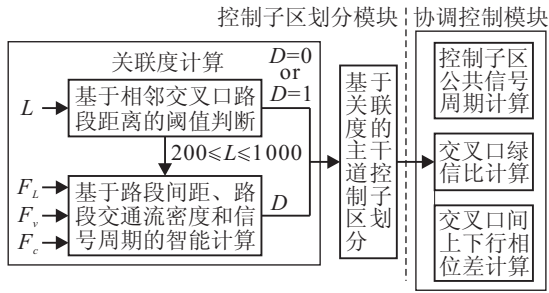 控制子区划分模块
协调控制模块
关联度计算
D=0
or
D=1
L
基于相邻交叉口路
段距离的阈值判断
200≤L≤1000
F_L
F_v
F_c
基于路段间距、路
段交通流密度和信
号周期的智能计算
D
基于
关联
度的
主干
道控
制子
区划
分
控制子区
公共信号
周期计算
交叉口绿
信比计算
交叉口间
上下行相
位差计算